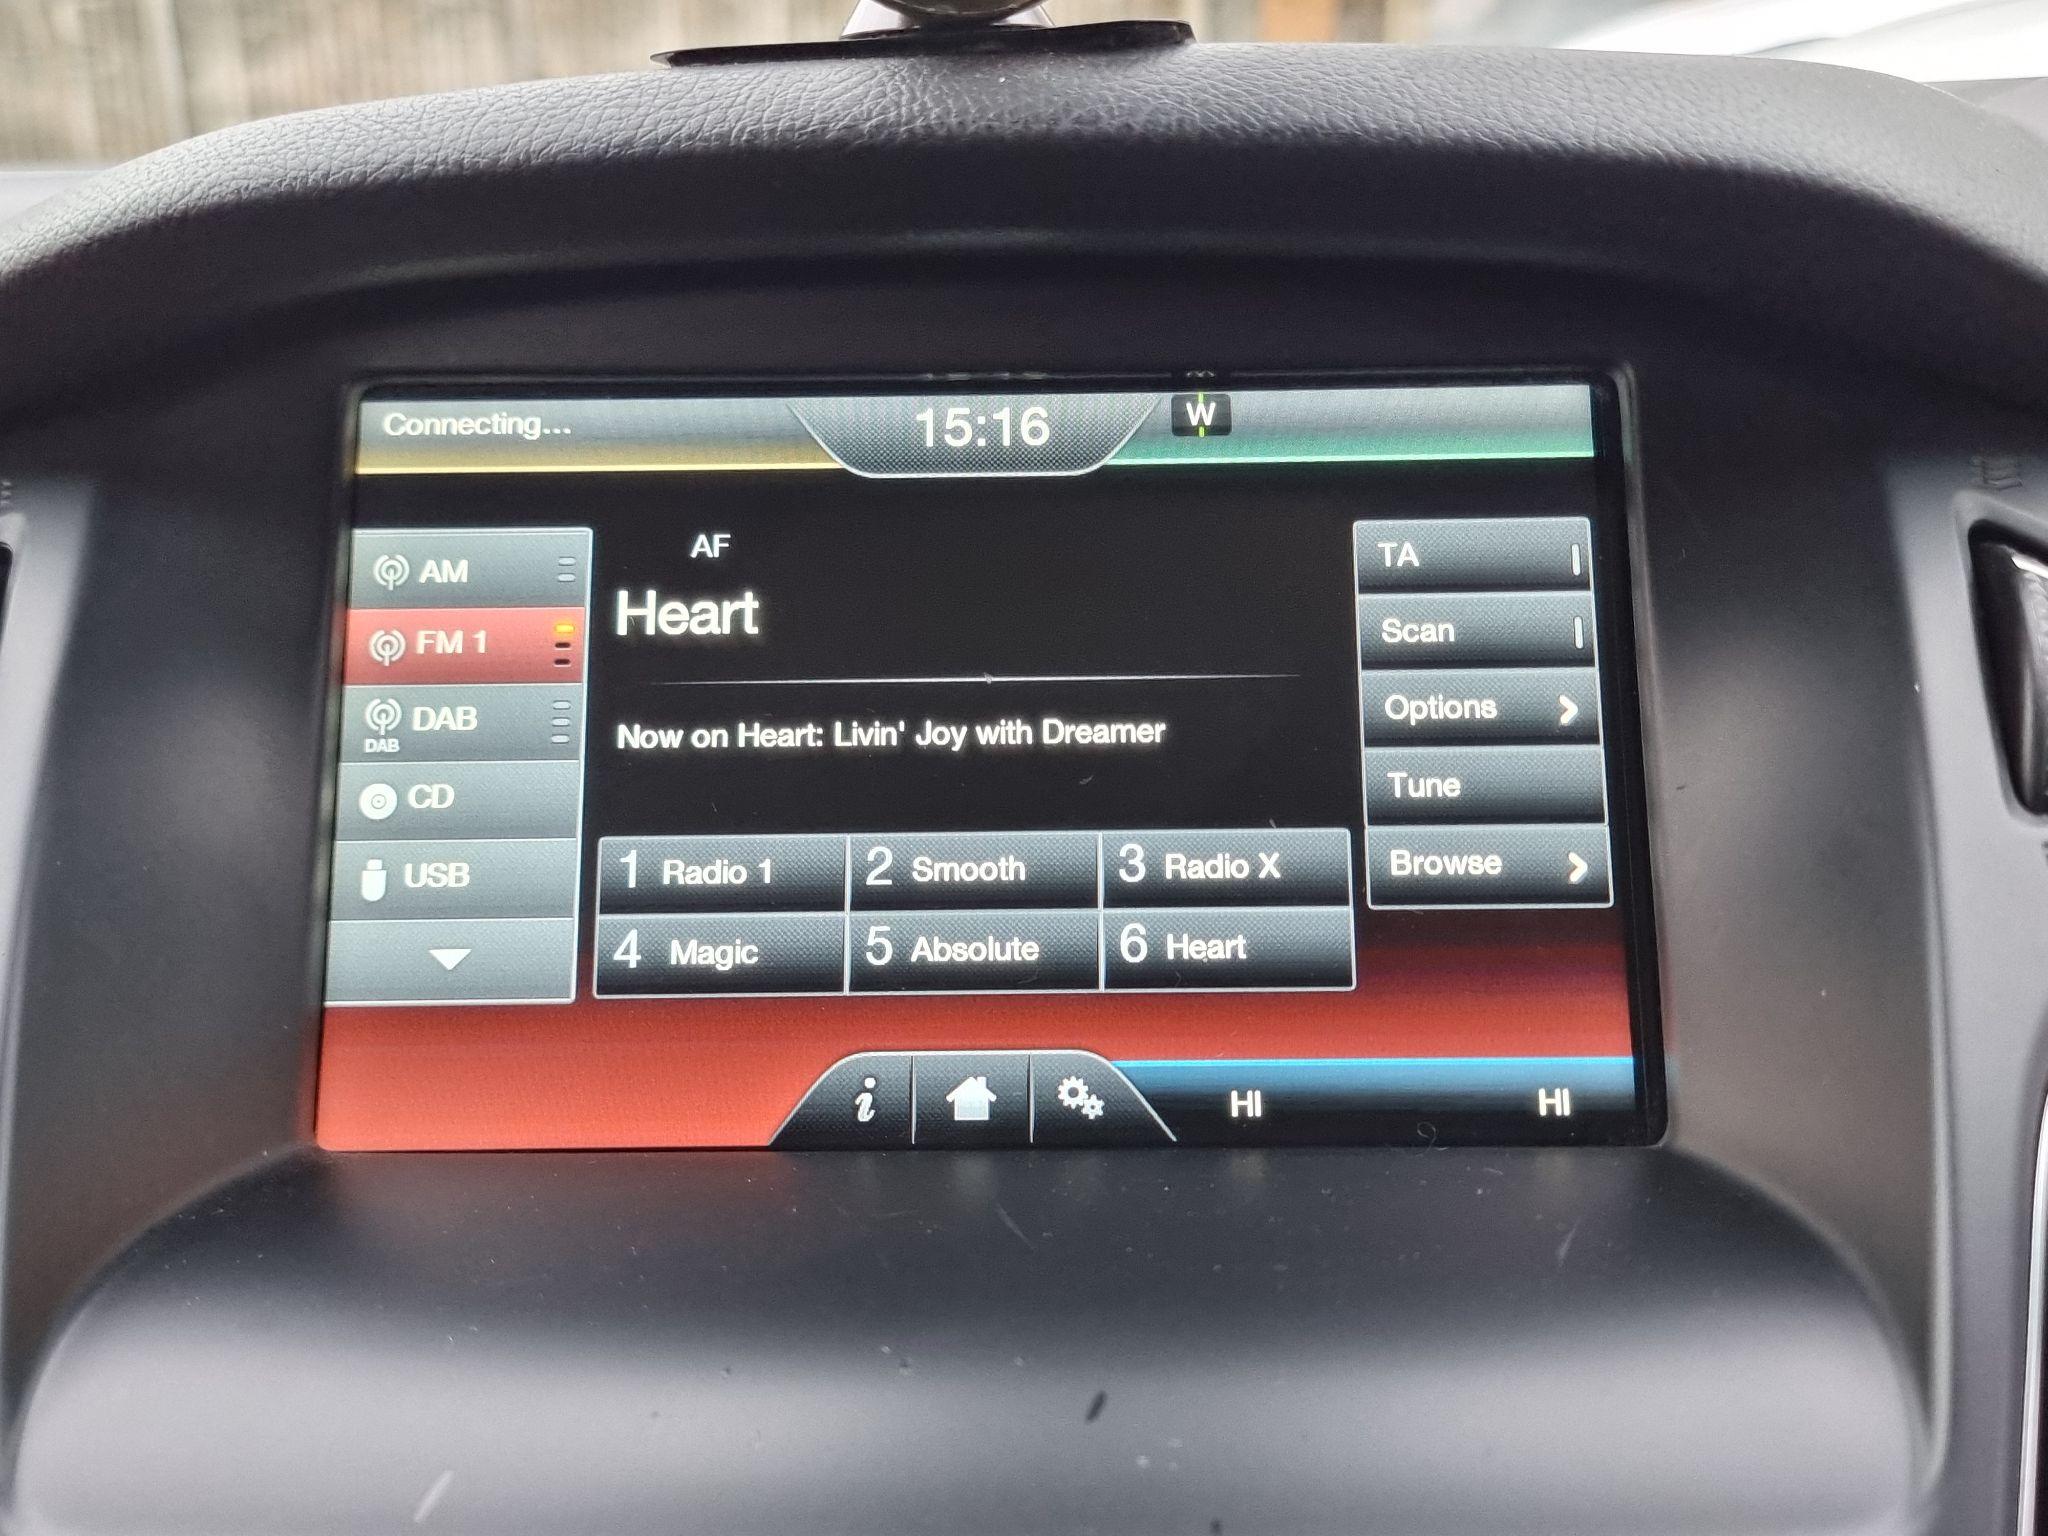 Connecting...
15:16
W
AM
FM 1
DAB
DAB
CD
USB
AF
Heart
Now on Heart: Livin' Joy with Dreamer
1 Radio 1
2 Smooth
3 Radio X
4 Magic
5 Absolute
6 Heart
TA
Scan
Options
Tune
Browse
i
HI
HI